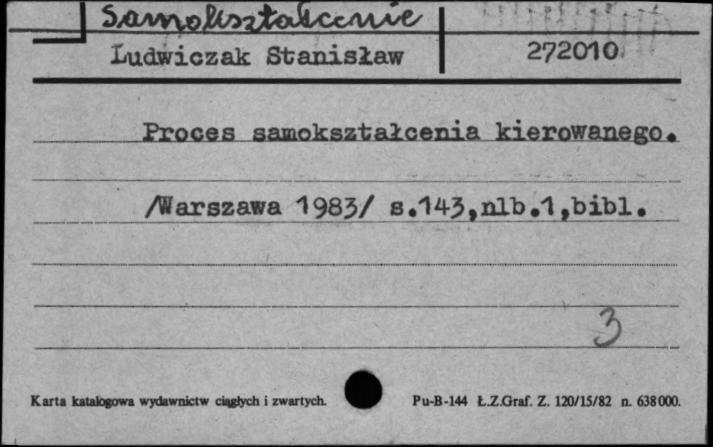 Samokształcenie
Ludwiczak Stanisław 272010
Proces samokształcenia kierowanego.
/Warszawa 1983/ s.143,nlb.1,bibl.
3
Karta katalogowa wydawnictw ciągłych i zwartych. Pu-B-144 Ł.Z.Graf. Z. 120/15/82 n. 638000.